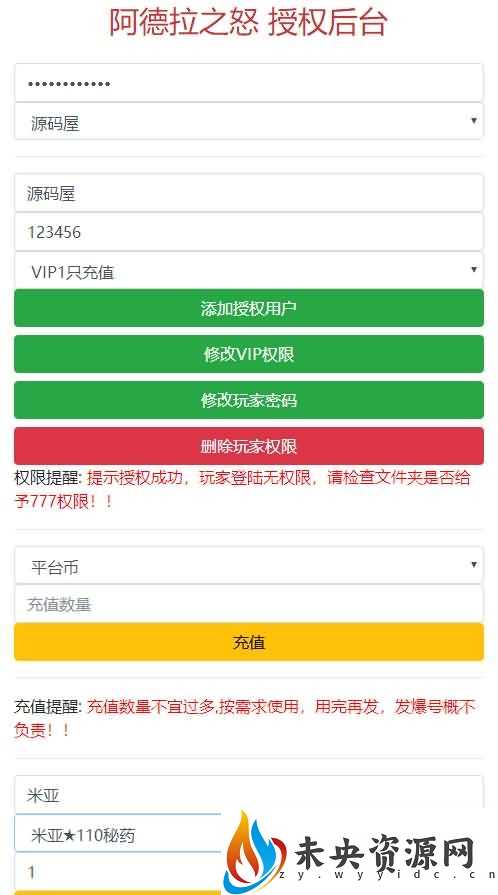 阿德拉之怒 授权后台
••••••••••••
源码屋
源码屋
123456
VIP1只充值
添加授权用户
修改VIP权限
修改玩家密码
删除玩家权限
权限提醒: 提示授权成功，玩家登陆无权限，请检查文件夹是否给
予777权限！！
平台币
充值数量
充值
充值提醒: 充值数量不宜过多,按需求使用，用完再发，发爆号概不
负责！！
米亚
米亚★110秘药
1
未央资源网
zy.wyyidc.cn